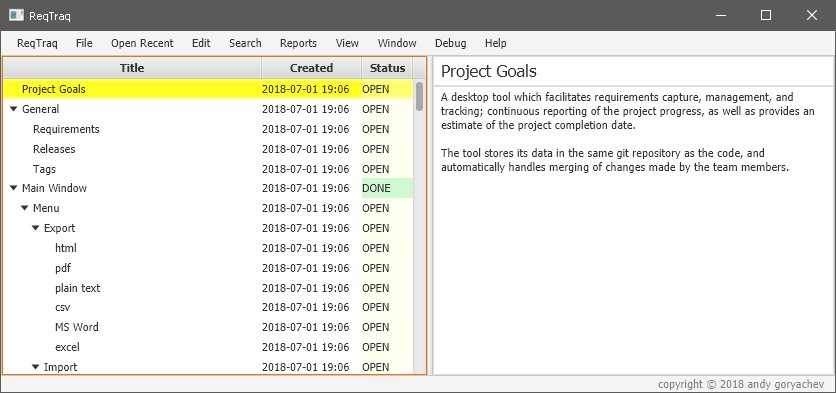 ReqTraq
ReqTraq File Open Recent Edit Search Reports View Window Debug Help
Title Created Status
Project Goals 2018-07-01 19:06 OPEN
General 2018-07-01 19:06 OPEN
Requirements 2018-07-01 19:06 OPEN
Releases 2018-07-01 19:06 OPEN
Tags 2018-07-01 19:06 OPEN
Main Window 2018-07-01 19:06 DONE
Menu 2018-07-01 19:06 OPEN
Export 2018-07-01 19:06 OPEN
html 2018-07-01 19:06 OPEN
pdf 2018-07-01 19:06 OPEN
plain text 2018-07-01 19:06 OPEN
csv 2018-07-01 19:06 OPEN
MS Word 2018-07-01 19:06 OPEN
excel 2018-07-01 19:06 OPEN
Import 2018-07-01 19:06 OPEN
Project Goals
A desktop tool which facilitates requirements capture, management, and
tracking; continuous reporting of the project progress, as well as provides an
estimate of the project completion date.
The tool stores its data in the same git repository as the code, and
automatically handles merging of changes made by the team members.
copyright © 2018 andy goryachev